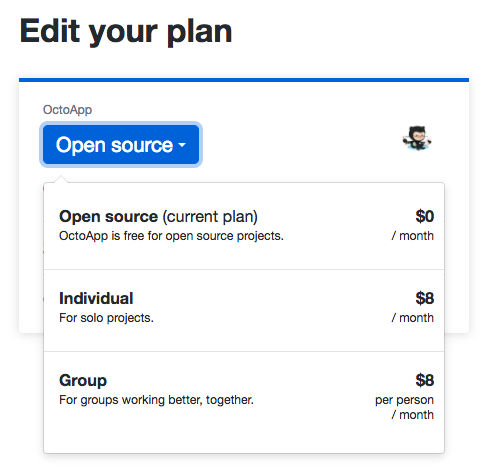 Edit your plan
OctoApp
Open source
Open source (current plan) $0
OctoApp is free for open source projects. / month
Individual $8
For solo projects. / month
Group $8
For groups working better, together. per person
/ month